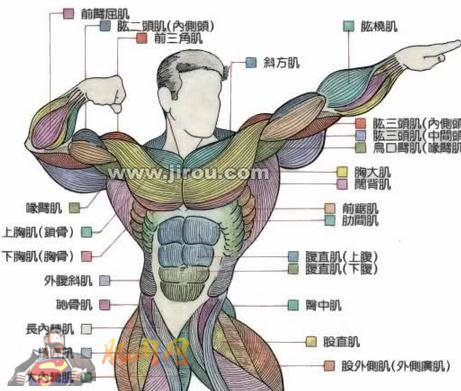 前臂屈肌
肱二頭肌(內側頭)
前三角肌
斜方肌
肱橈肌
肱三頭肌(內側頭
肱三頭肌(中間頭
烏口臂肌(喙臂肌
www.jirou.com
胸大肌
闊背肌
喙臂肌
前鋸肌
肋間肌
上胸肌(鎖骨)
下胸肌(胸骨)
腹直肌(上腹)
腹直肌(下腹)
外腹斜肌
恥骨肌
臀中肌
長內轉肌
股直肌
股外側肌(外側廣肌)
大內轉肌